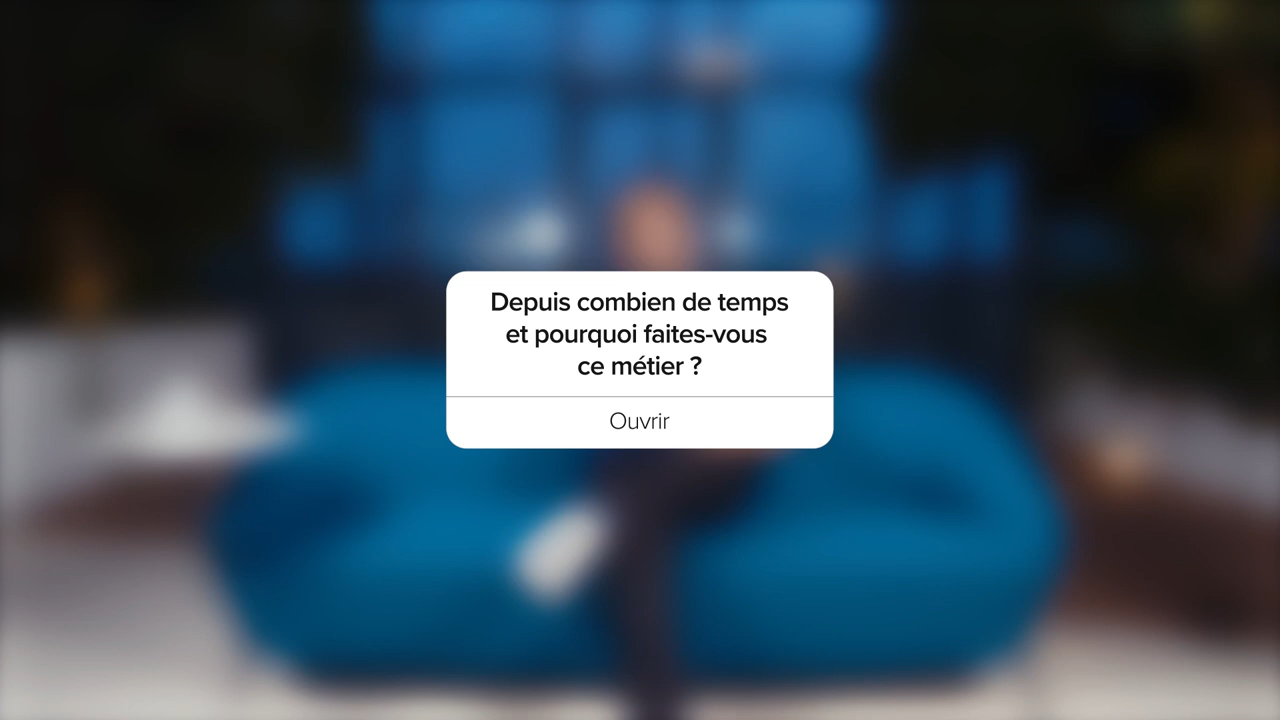 Depuis combien de temps
et pourquoi faites-vous
ce métier ?
Ouvrir